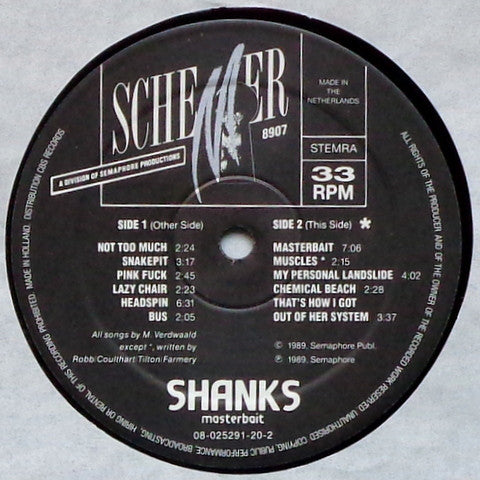 SCHEMER
8907
A DIVISION OF SEMAPHORE PRODUCTIONS
MADE IN
THE
NETHERLANDS
STEMRA
33
RPM
SIDE 1 (Other Side)
NOT TOO MUCH 2:24
SNAKEPIT 3:17
PINK FUCK 2:45
LAZY CHAIR 2:23
HEADSPIN 6:31
BUS 2:05
All songs by M. Verdwaald
except *, written by
Robb/Coulthart/Tilton/Farmery
SIDE 2 (This Side) *
MASTERBAIT 7:06
MUSCLES * 2:15
MY PERSONAL LANDSLIDE 4:02
CHEMICAL BEACH 2:28
THAT'S HOW I GOT
OUT OF HER SYSTEM 3:37
© 1989, Semaphore Publ.
℗ 1989, Semaphore
SHANKS
masterbait
08-025291-20-2
ALL RIGHTS OF THE PRODUCER AND OF THE OWNER OF THE RECORDED WORK RESERVED. UNAUTHORISED COPYING, PUBLIC PERFORMANCE, BROADCASTING, HIRING OR RENTAL OF THIS RECORDING PROHIBITED. MADE IN HOLLAND. DISTRIBUTION CBS RECORDS